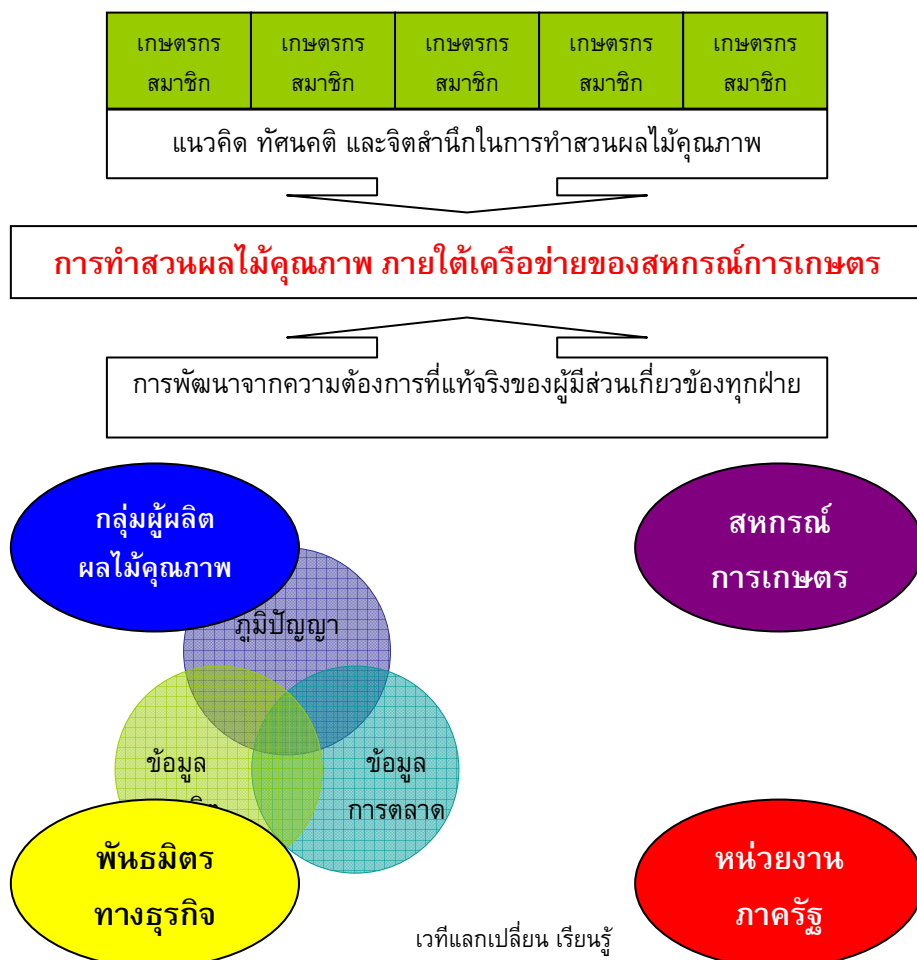 เกษตรกร เกษตรกร เกษตรกร เกษตรกร เกษตรกร
สมาชิก สมาชิก สมาชิก สมาชิก สมาชิก
แนวคิด ทัศนคติ และจิตสำนึกในการทำสวนผลไม้คุณภาพ
การทำสวนผลไม้คุณภาพ ภายใต้เครือข่ายของสหกรณ์การเกษตร
การพัฒนาจากความต้องการที่แท้จริงของผู้มีส่วนเกี่ยวข้องทุกฝ่าย
กลุ่มผู้ผลิต
ผลไม้คุณภาพ
สหกรณ์
การเกษตร
ภูมิปัญญา
ข้อมูล
ข้อมูล
การตลาด
พันธมิตร
ทางธุรกิจ
หน่วยงาน
ภาครัฐ
เวทีแลกเปลี่ยน เรียนรู้